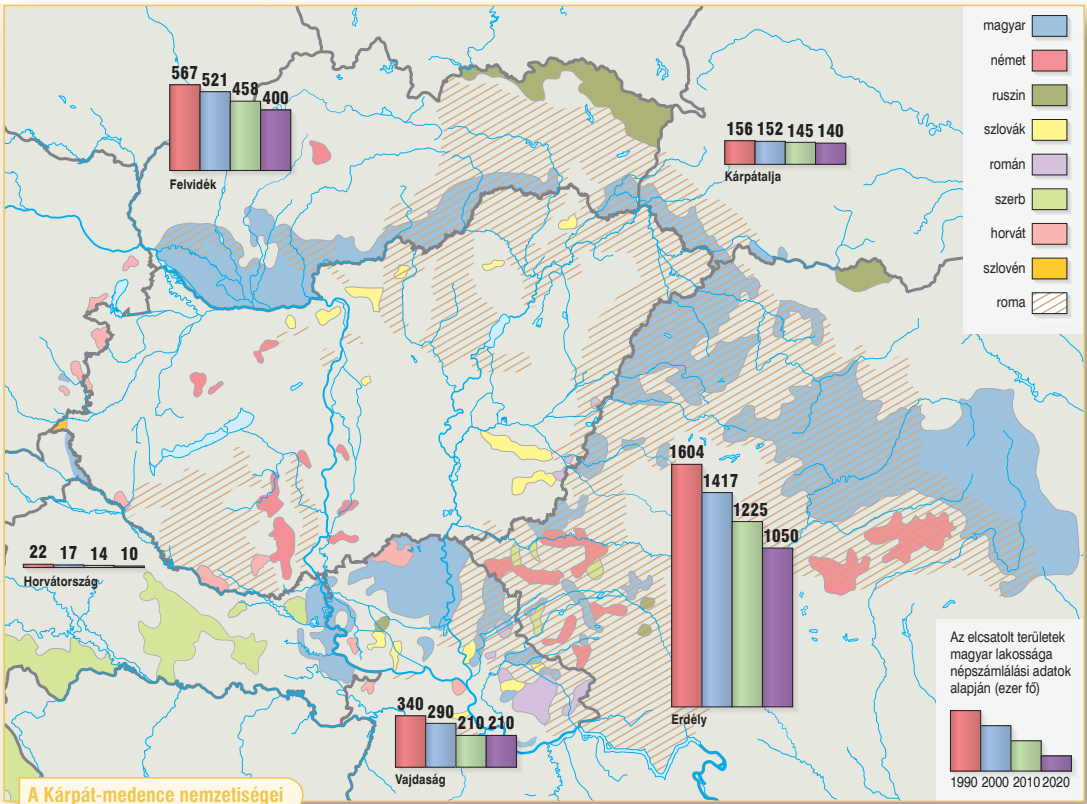 567 521 458 400
Felvidék
156 152 145 140
Kárpátalja
magyar
német
ruszin
szlovák
román
szerb
horvát
szlovén
roma
1604
1417
1225
1050
Erdély
22 17 14 10
Horvátország
340 290 210 210
Vajdaság
Az elcsatolt területek
magyar lakossága
népszámlálási adatok
alapján (ezer fő)
1990 2000 2010 2020
A Kárpát-medence nemzetiségei